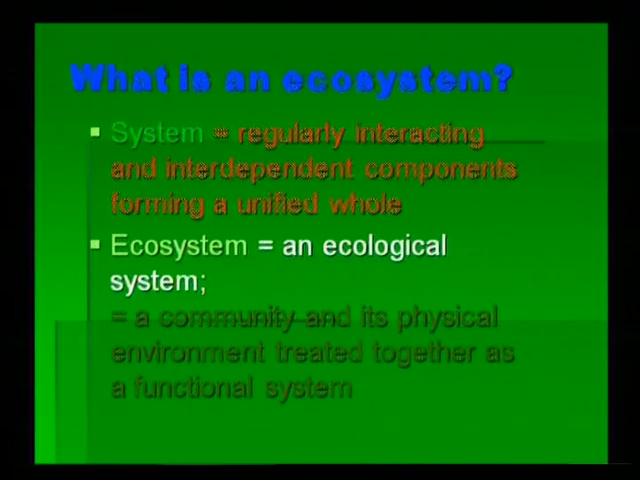 What is an ecosystem?
System = regularly interacting
and interdependent components
forming a unified whole
Ecosystem = an ecological
system;
= a community and its physical
environment treated together as
a functional system